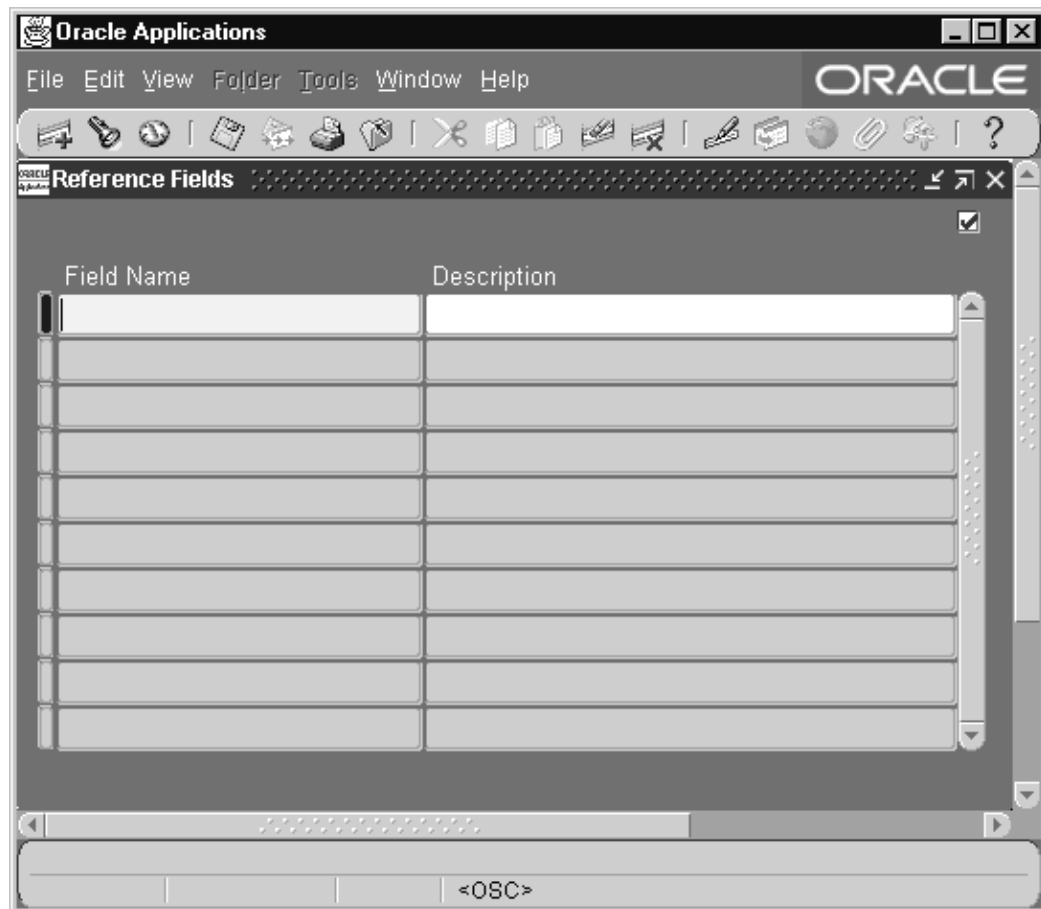 Oracle Applications
File Edit View Folder Tools Window Help
ORACLE
?
Reference Fields
Field Name Description
<OSC>